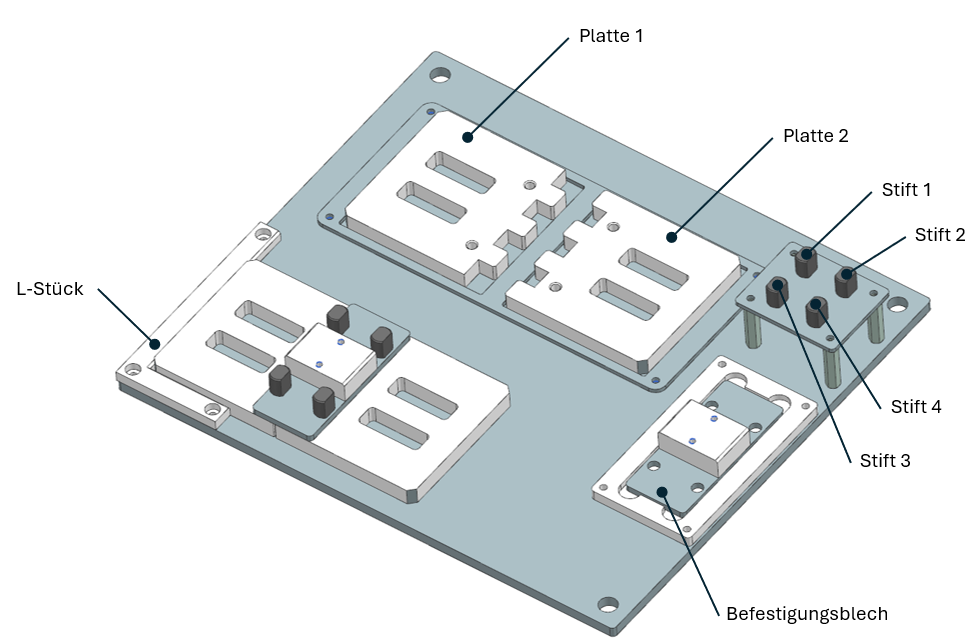 Platte 1
Platte 2
Stift 1
Stift 2
L-Stück
Stift 4
Stift 3
Befestigungsblech